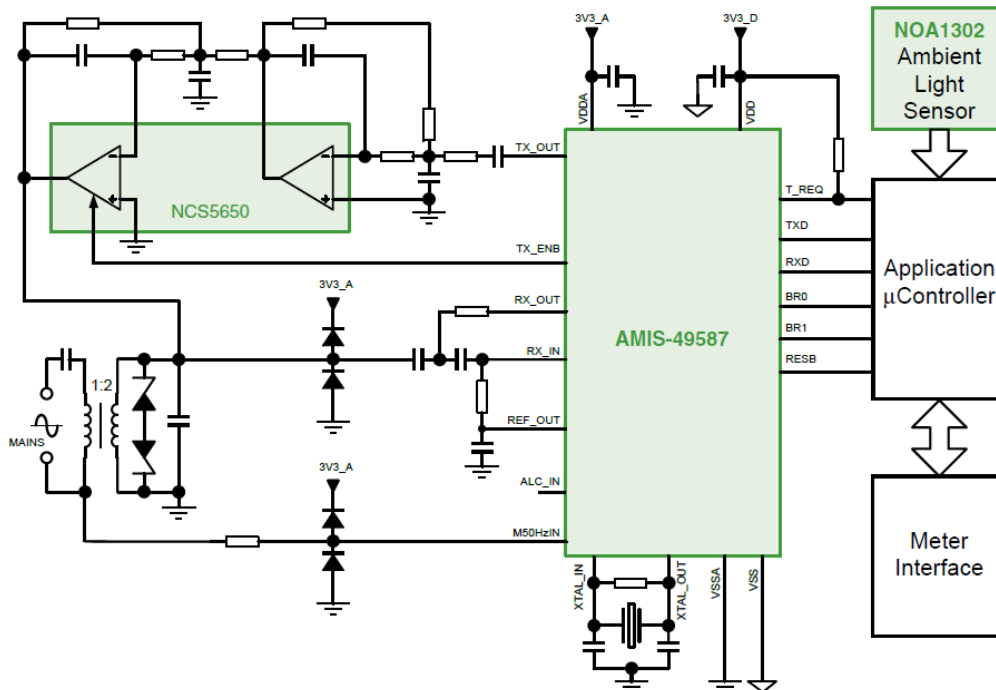 3V3_A
3V3_D
NOA1302
Ambient
Light
Sensor
VDDA
VDD
TX_OUT
T_REQ
TXD
NCS5650
TX_ENB
RXD
Application
µController
3V3_A
RX_OUT
BR0
AMIS-49587
BR1
RX_IN
RESB
1:2
MAINS
REF_OUT
3V3_A
ALC_IN
M50HzIN
Meter
Interface
XTAL_IN
XTAL_OUT
VSSA
VSS